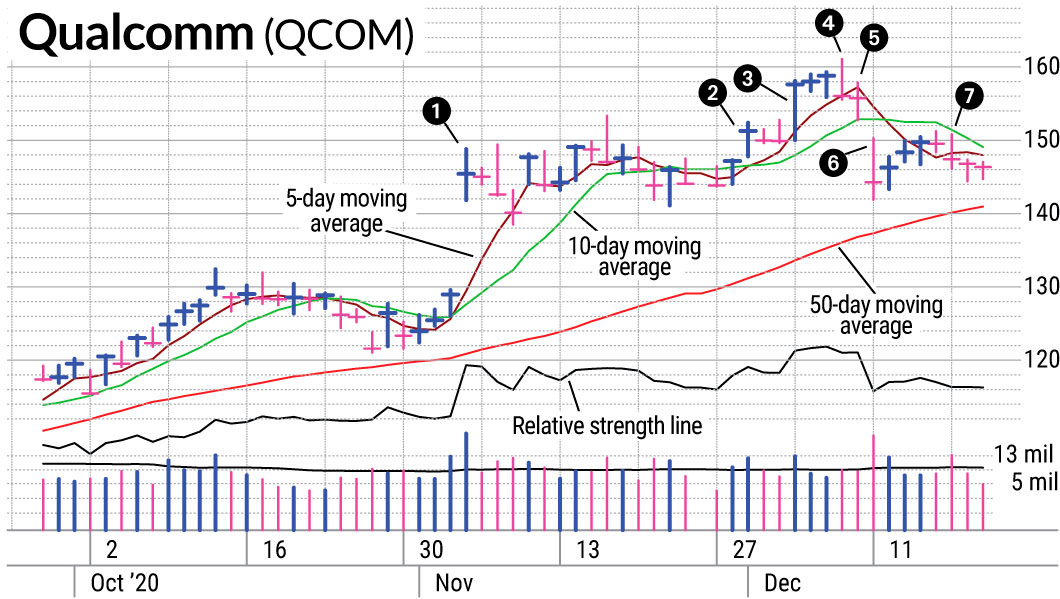 Qualcomm (QCOM)
4
5
160
3
2
7
1
150
6
5-day moving
average
140
10-day moving
average
130
50-day moving
average
120
Relative strength line
13 mil
5 mil
2
16
30
13
27
11
Oct ’20
Nov
Dec